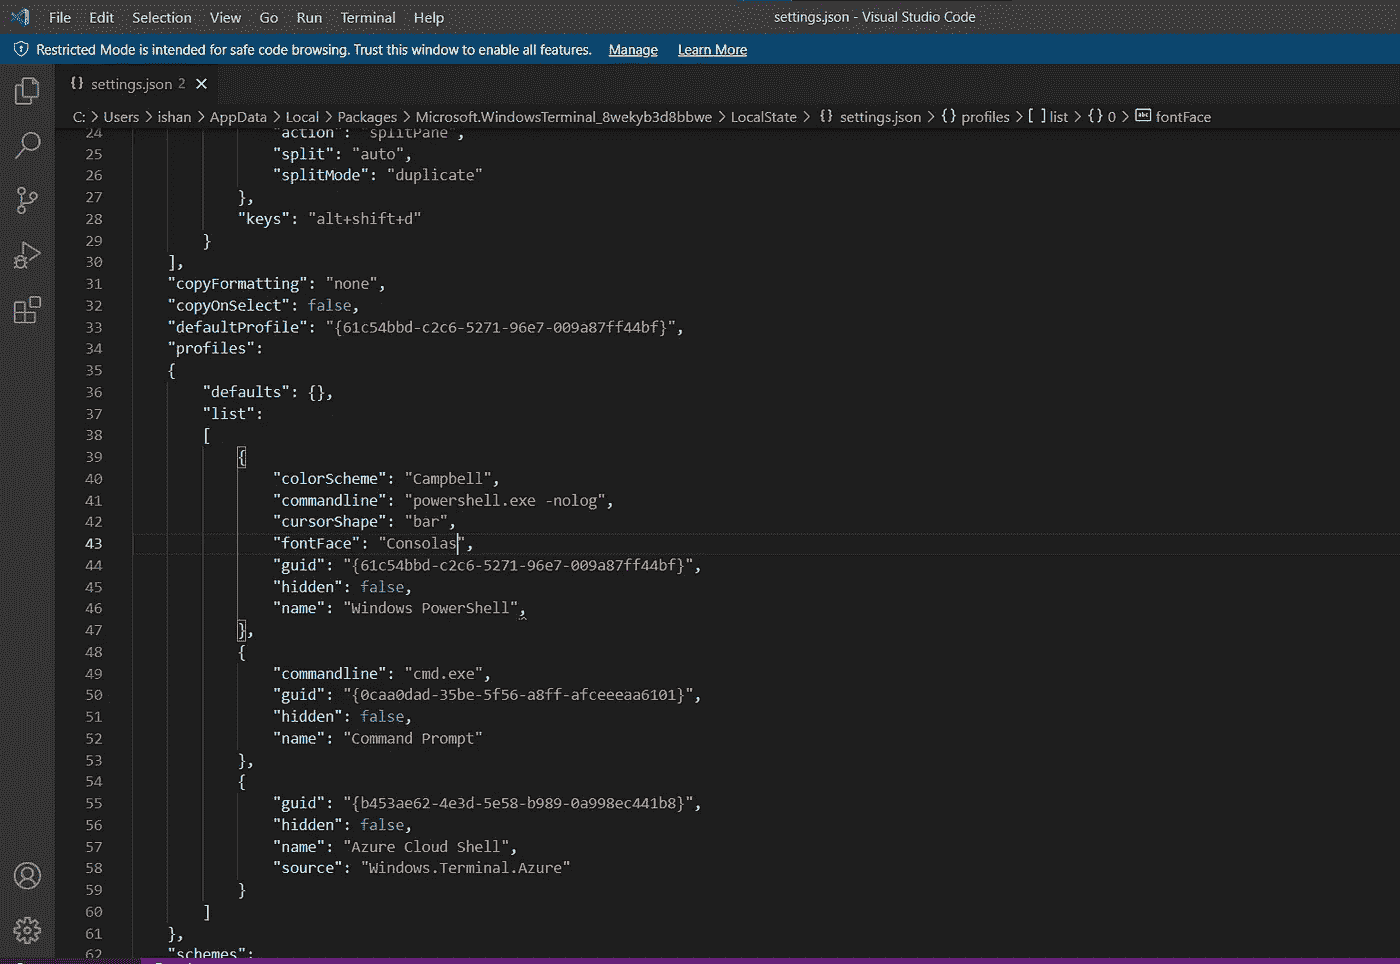 File Edit Selection View Go Run Terminal Help settings.json - Visual Studio Code
Restricted Mode is intended for safe code browsing. Trust this window to enable all features. Manage Learn More
{} settings.json 2 ×
C: > Users > ishan > AppData > Local > Packages > Microsoft.WindowsTerminal_8wekyb3d8bbwe > LocalState > {} settings.json > {} profiles > [ ] list > {} 0 > abc fontFace
24 "action": "splitPane",
25 "split": "auto",
26 "splitMode": "duplicate"
27 },
28 "keys": "alt+shift+d"
29 }
30 ],
31 "copyFormatting": "none",
32 "copyOnSelect": false,
33 "defaultProfile": "{61c54bbd-c2c6-5271-96e7-009a87ff44bf}",
34 "profiles":
35 {
36 "defaults": {},
37 "list":
38 [
39 {
40 "colorScheme": "Campbell",
41 "commandline": "powershell.exe -nolog",
42 "cursorShape": "bar",
43 "fontFace": "Consolas",
44 "guid": "{61c54bbd-c2c6-5271-96e7-009a87ff44bf}",
45 "hidden": false,
46 "name": "Windows PowerShell",
47 },
48 {
49 "commandline": "cmd.exe",
50 "guid": "{0caa0dad-35be-5f56-a8ff-afceeeaa6101}",
51 "hidden": false,
52 "name": "Command Prompt"
53 },
54 {
55 "guid": "{b453ae62-4e3d-5e58-b989-0a998ec441b8}",
56 "hidden": false,
57 "name": "Azure Cloud Shell",
58 "source": "Windows.Terminal.Azure"
59 }
60 ]
61 },
62 "schemes":